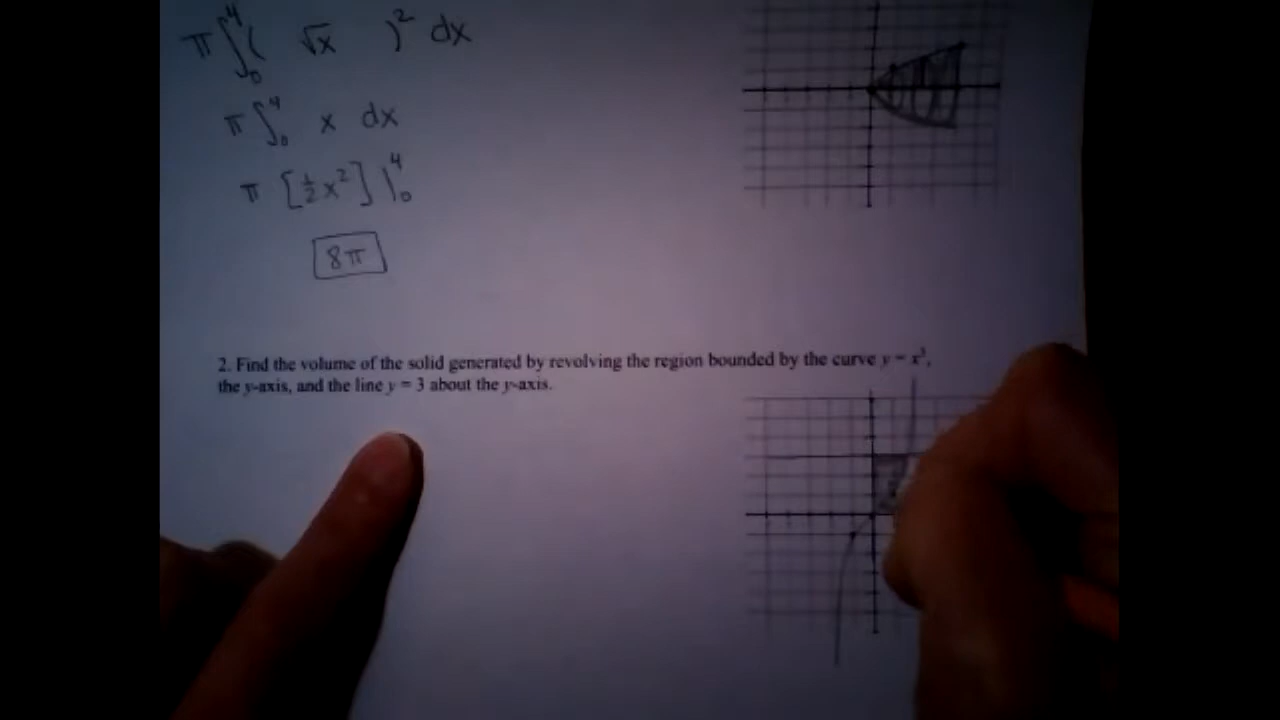 π ∫₀⁴ ( √x )² dx
π ∫₀⁴ x dx
π [½x²] |₀⁴
8π
2. Find the volume of the solid generated by revolving the region bounded by the curve y = x³,
the y-axis, and the line y = 3 about the y-axis.